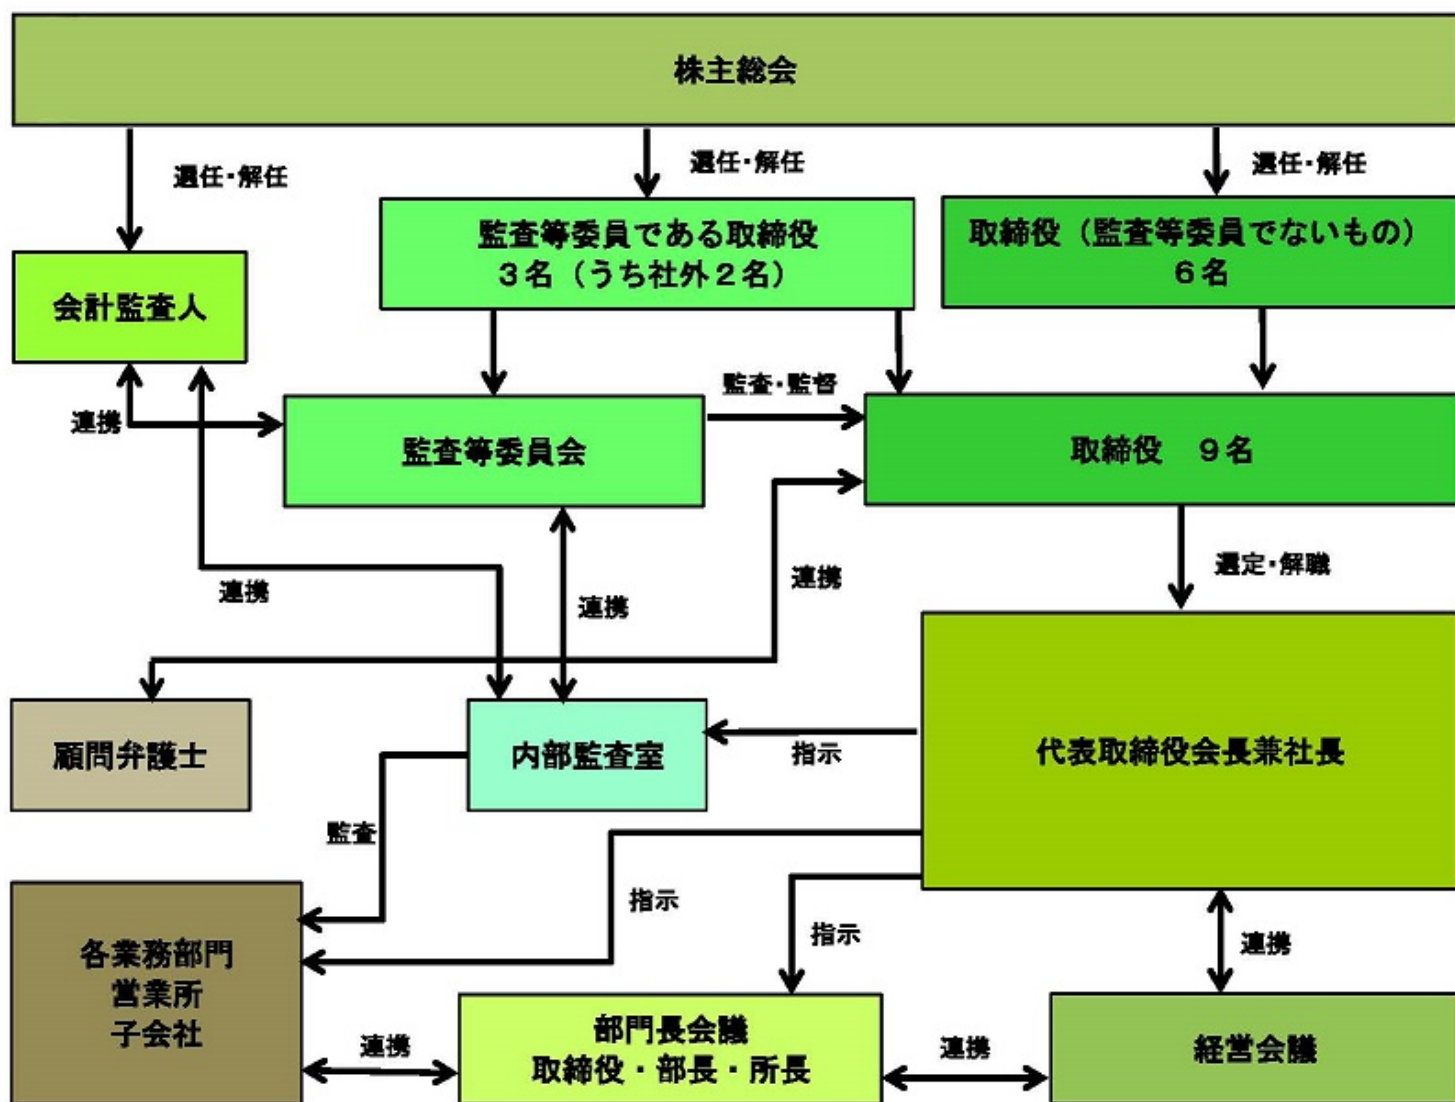 株主総会
選任・解任
選任・解任
選任・解任
監査等委員である取締役
３名（うち社外２名）
取締役（監査等委員でないもの）
６名
会計監査人
監査・監督
連携
監査等委員会
取締役　９名
連携
連携
連携
選定・解職
顧問弁護士
内部監査室
指示
代表取締役会長兼社長
監査
指示
指示
連携
各業務部門
営業所
子会社
連携
部門長会議
取締役・部長・所長
連携
経営会議